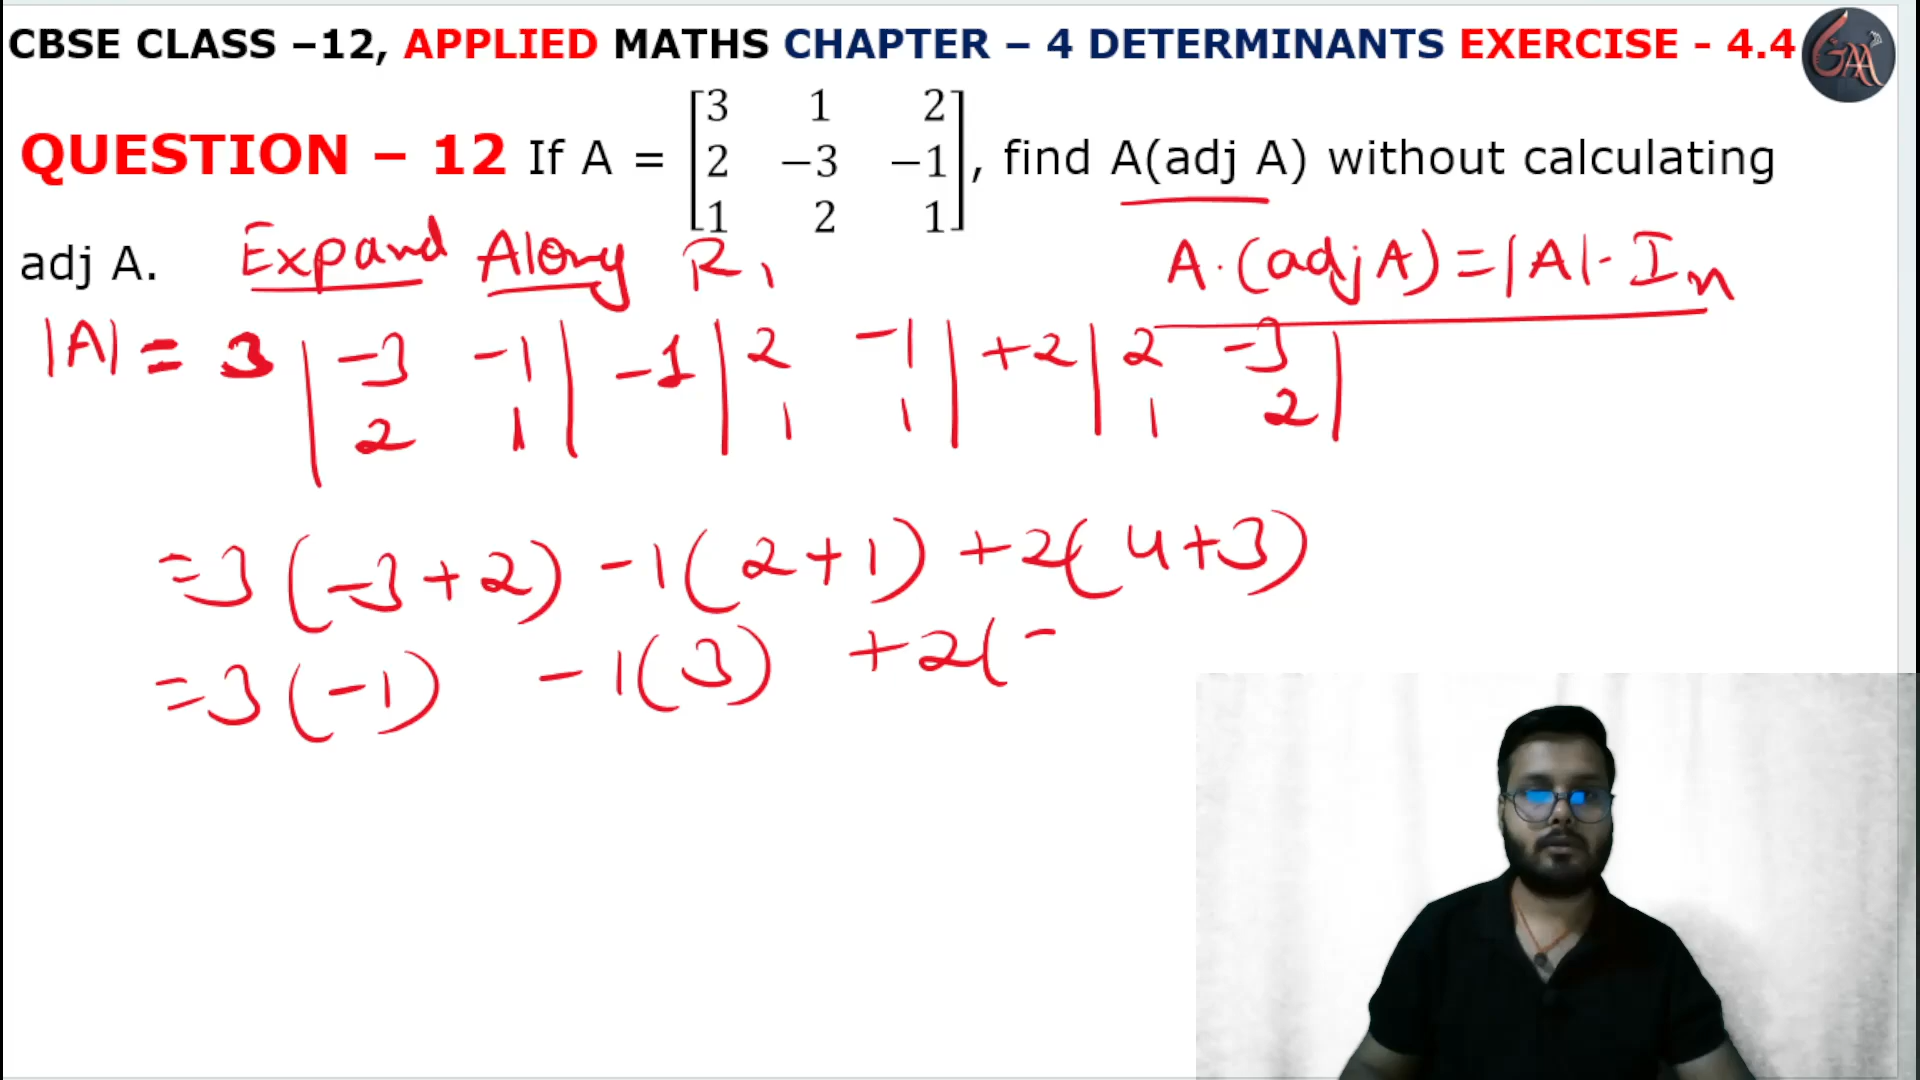 CBSE CLASS –12, APPLIED MATHS CHAPTER – 4 DETERMINANTS EXERCISE - 4.4
GAA
QUESTION – 12 If A = [3 1 2; 2 −3 −1; 1 2 1], find A(adj A) without calculating
adj A.
Expand Along R₁
A·(adj A) = |A|· Iₙ
|A| = 3 |-3 -1; 2 1| -1 |2 -1; 1 1| +2 |2 -3; 1 2|
=3(-3+2) -1(2+1) +2(4+3)
=3(-1) -1(3) +2(